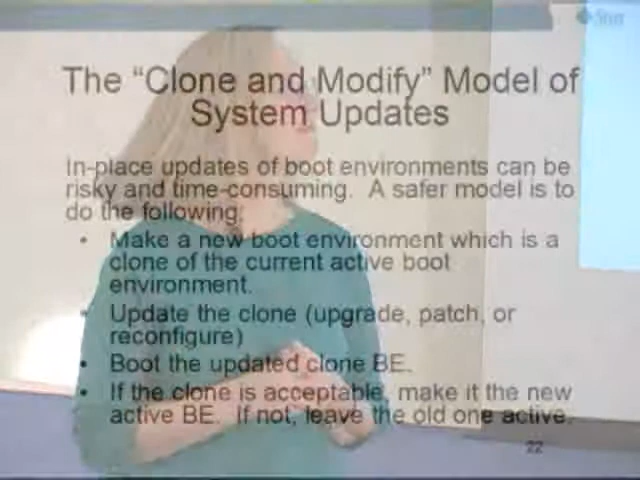 Sun
The “Clone and Modify” Model of
System Updates
In-place updates of boot environments can be
risky and time-consuming.  A safer model is to
do the following:
• Make a new boot environment which is a
clone of the current active boot
environment.
• Update the clone (upgrade, patch, or
reconfigure)
• Boot the updated clone BE.
• If the clone is acceptable, make it the new
active BE.  If not, leave the old one active.
22